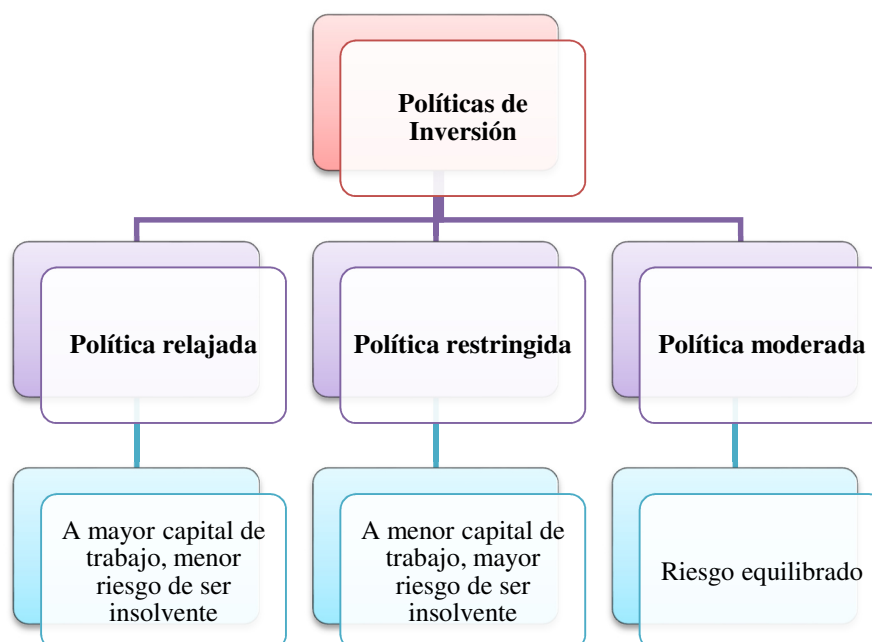 Políticas de
Inversión
Política relajada
Política restringida
Política moderada
A mayor capital de
trabajo, menor
riesgo de ser
insolvente
A menor capital de
trabajo, mayor
riesgo de ser
insolvente
Riesgo equilibrado